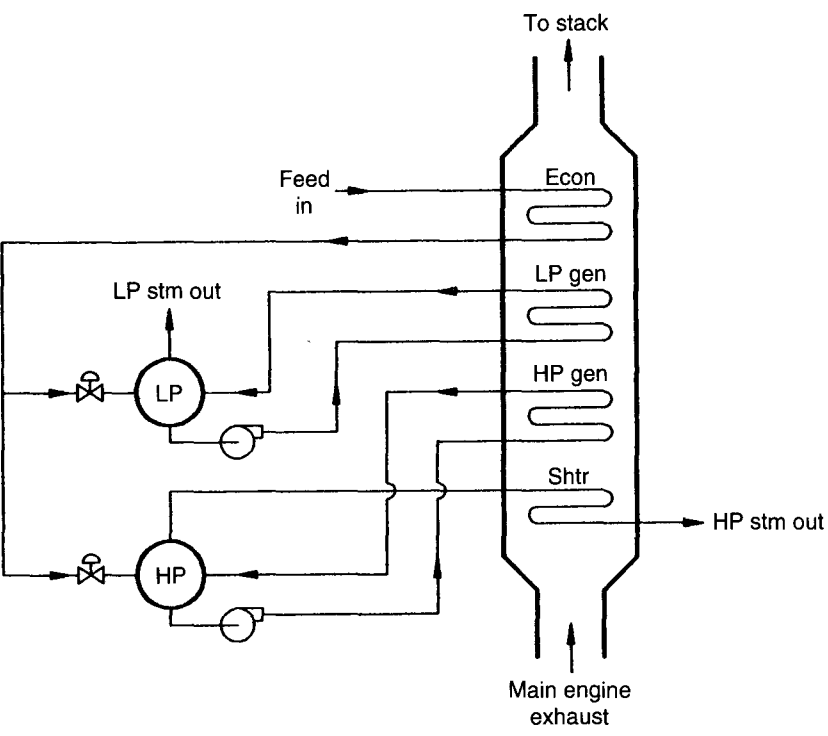 To stack
Feed
in
Econ
LP gen
LP stm out
HP gen
LP
Shtr
HP stm out
HP
Main engine
exhaust